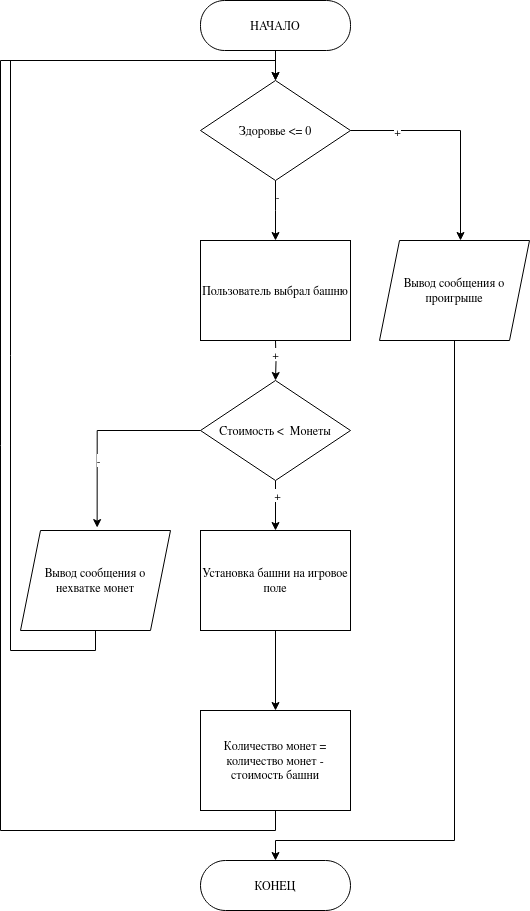 НАЧАЛО
Здоровье <= 0
+
-
Пользователь выбрал башню
Вывод сообщения о
проигрыше
+
Стоимость < Монеты
-
+
Вывод сообщения о
нехватке монет
Установка башни на игровое
поле
Количество монет =
количество монет -
стоимость башни
КОНЕЦ